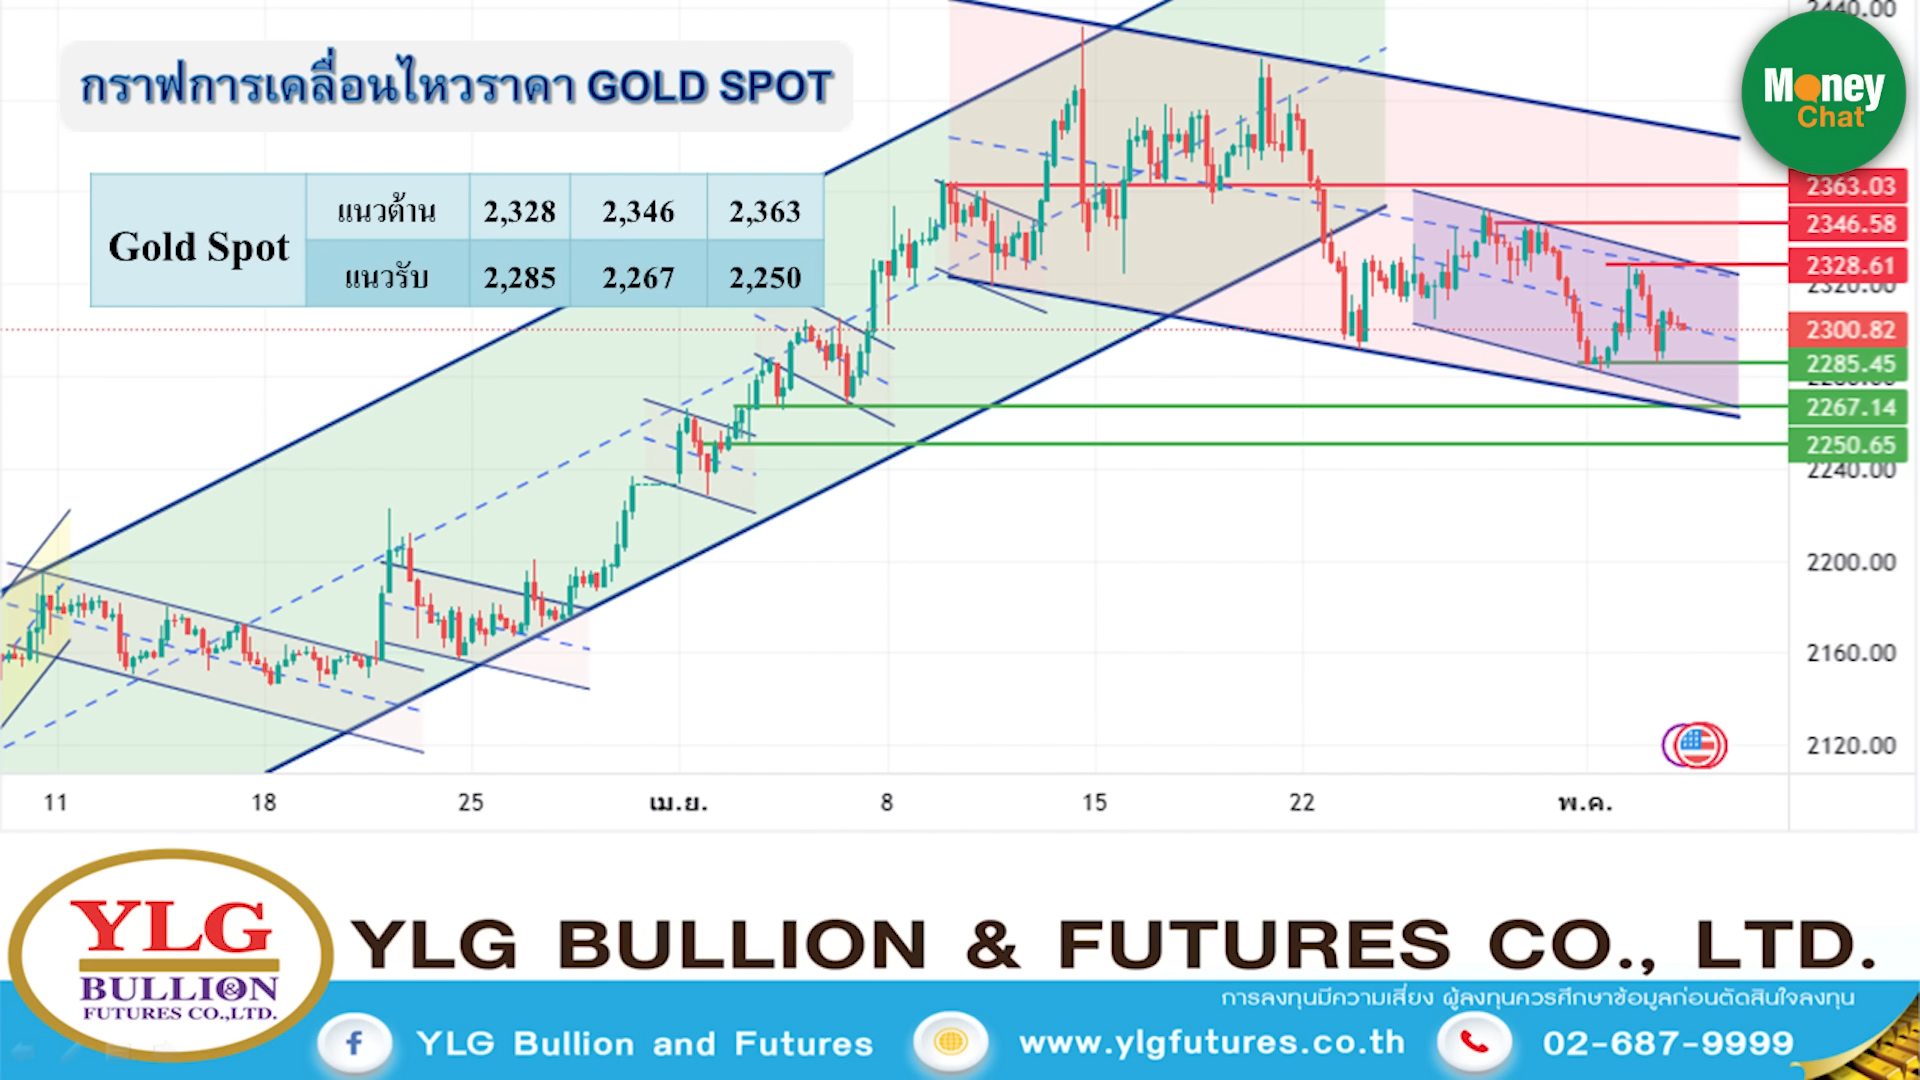 กราฟการเคลื่อนไหวราคา GOLD SPOT
Money
Chat
Gold Spot
แนวต้าน 2,328 2,346 2,363
แนวรับ 2,285 2,267 2,250
2440.00
2363.03
2346.58
2328.61
2320.00
2300.82
2285.45
2267.14
2250.65
2240.00
2200.00
2160.00
2120.00
11 18 25 เม.ย. 8 15 22 พ.ค.
YLG
BULLION
&
FUTURES CO.,LTD.
YLG BULLION & FUTURES CO., LTD.
การลงทุนมีความเสี่ยง ผู้ลงทุนควรศึกษาข้อมูลก่อนตัดสินใจลงทุน
f YLG Bullion and Futures www.ylgfutures.co.th 02-687-9999